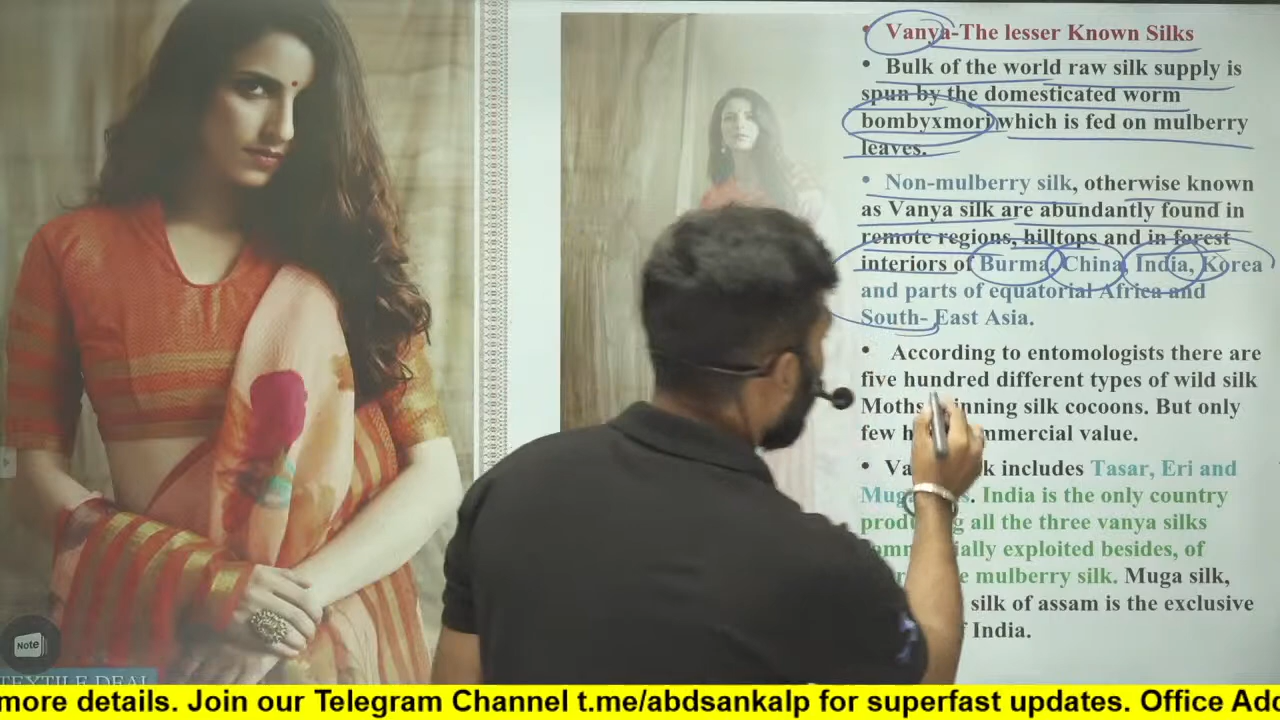 • Vanya-The lesser Known Silks
• Bulk of the world raw silk supply is
spun by the domesticated worm
bombyxmori which is fed on mulberry
leaves.
• Non-mulberry silk, otherwise known
as Vanya silk are abundantly found in
remote regions, hilltops and in forest
interiors of Burma, China, India, Korea
and parts of equatorial Africa and
South- East Asia.
• According to entomologists there are
five hundred different types of wild silk
Moths silk cocoons. But only
few value.
• includes Tasar, Eri and
India is the only country
all the three vanya silks
exploited besides, of
mulberry silk. Muga silk,
silk of assam is the exclusive
India.
Note
TEXTILE DEAL
more details. Join our Telegram Channel t.me/abdsankalp for superfast updates. Office